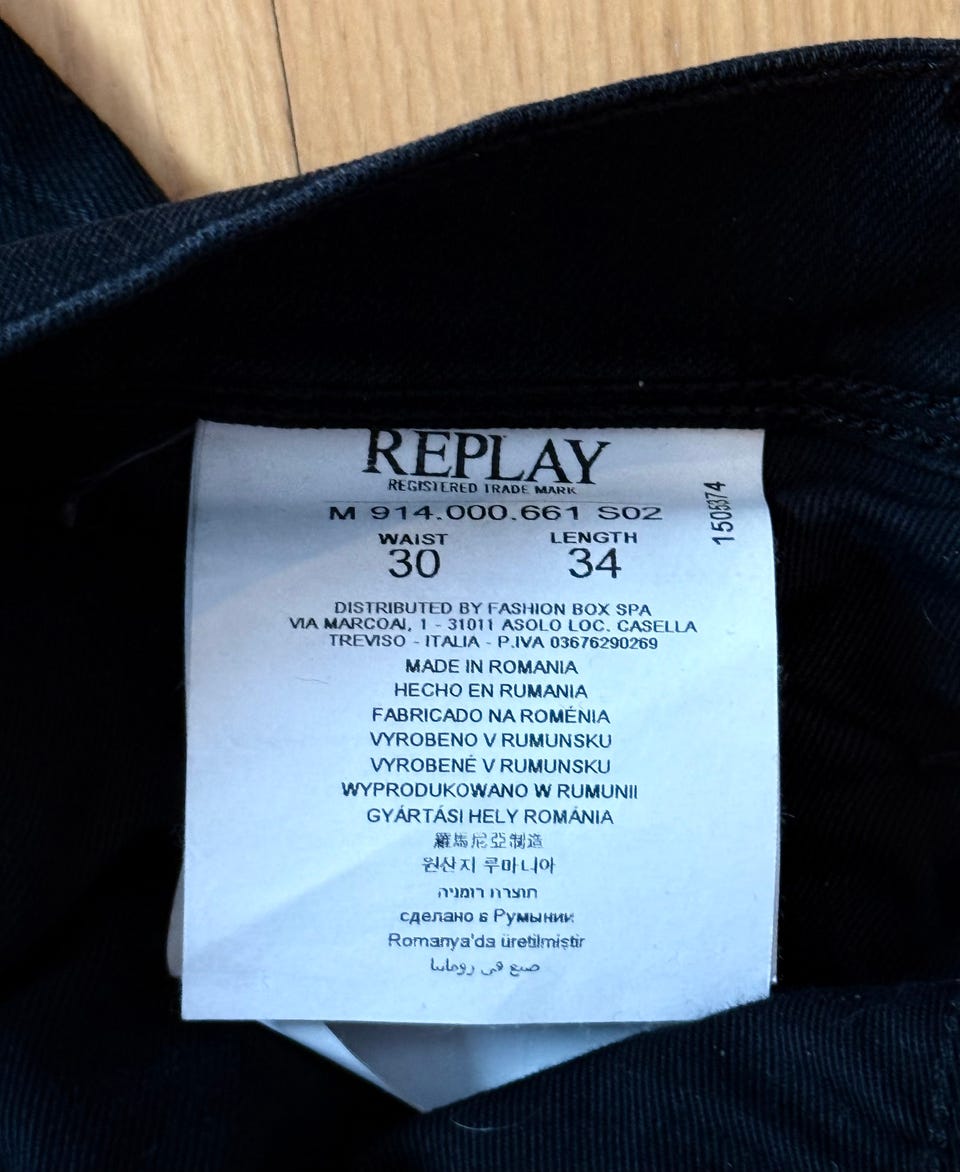 REPLAY
REGISTERED TRADE MARK
M 914.000.661 S02
WAIST LENGTH
30 34
DISTRIBUTED BY FASHION BOX SPA
VIA MARCOAI, 1 - 31011 ASOLO LOC. CASELLA
TREVISO - ITALIA - P.IVA 03676290269
MADE IN ROMANIA
HECHO EN RUMANIA
FABRICADO NA ROMÉNIA
VYROBENO V RUMUNSKU
VYROBENÉ V RUMUNSKU
WYPRODUKOWANO W RUMUNII
GYÁRTÁSI HELY ROMÁNIA
羅馬尼亞制造
원산지 루마니아
תוצרת רומניה
сделано в Румынии
Romanya'da üretilmiştir
صنع في رومانيا